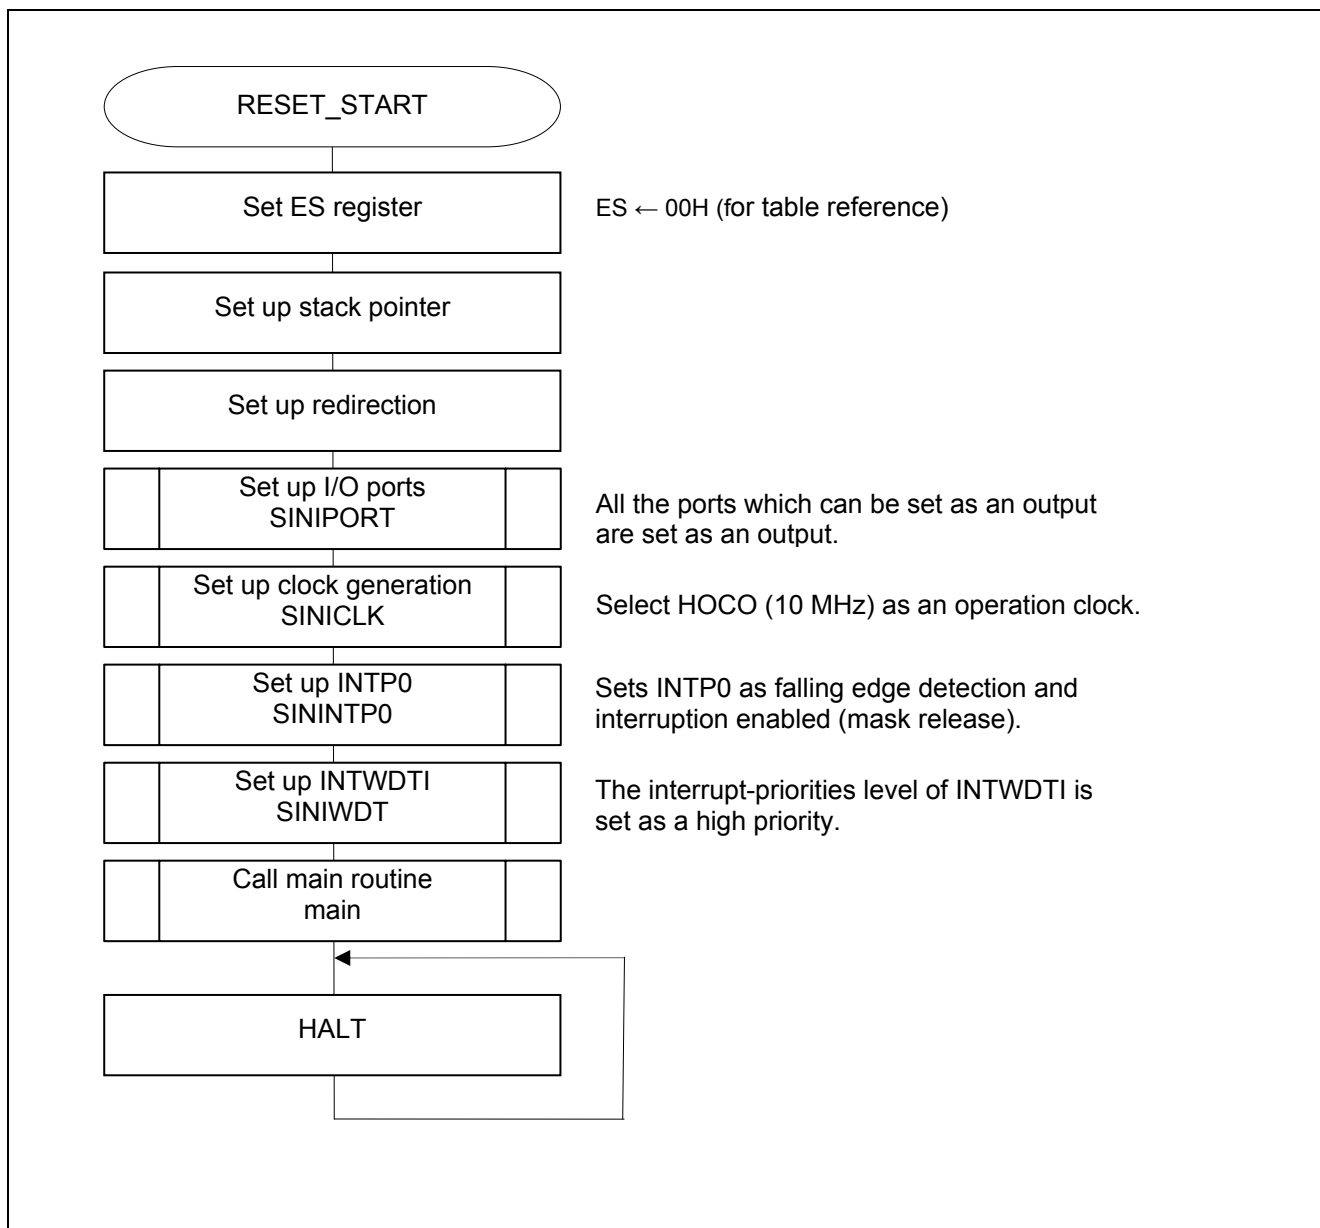 RESET_START
Set ES register
ES ← 00H (for table reference)
Set up stack pointer
Set up redirection
Set up I/O ports
SINIPORT
All the ports which can be set as an output
are set as an output.
Set up clock generation
SINICLK
Select HOCO (10 MHz) as an operation clock.
Set up INTP0
SININTP0
Sets INTP0 as falling edge detection and
interruption enabled (mask release).
Set up INTWDTI
SINIWDT
The interrupt-priorities level of INTWDTI is
set as a high priority.
Call main routine
main
HALT